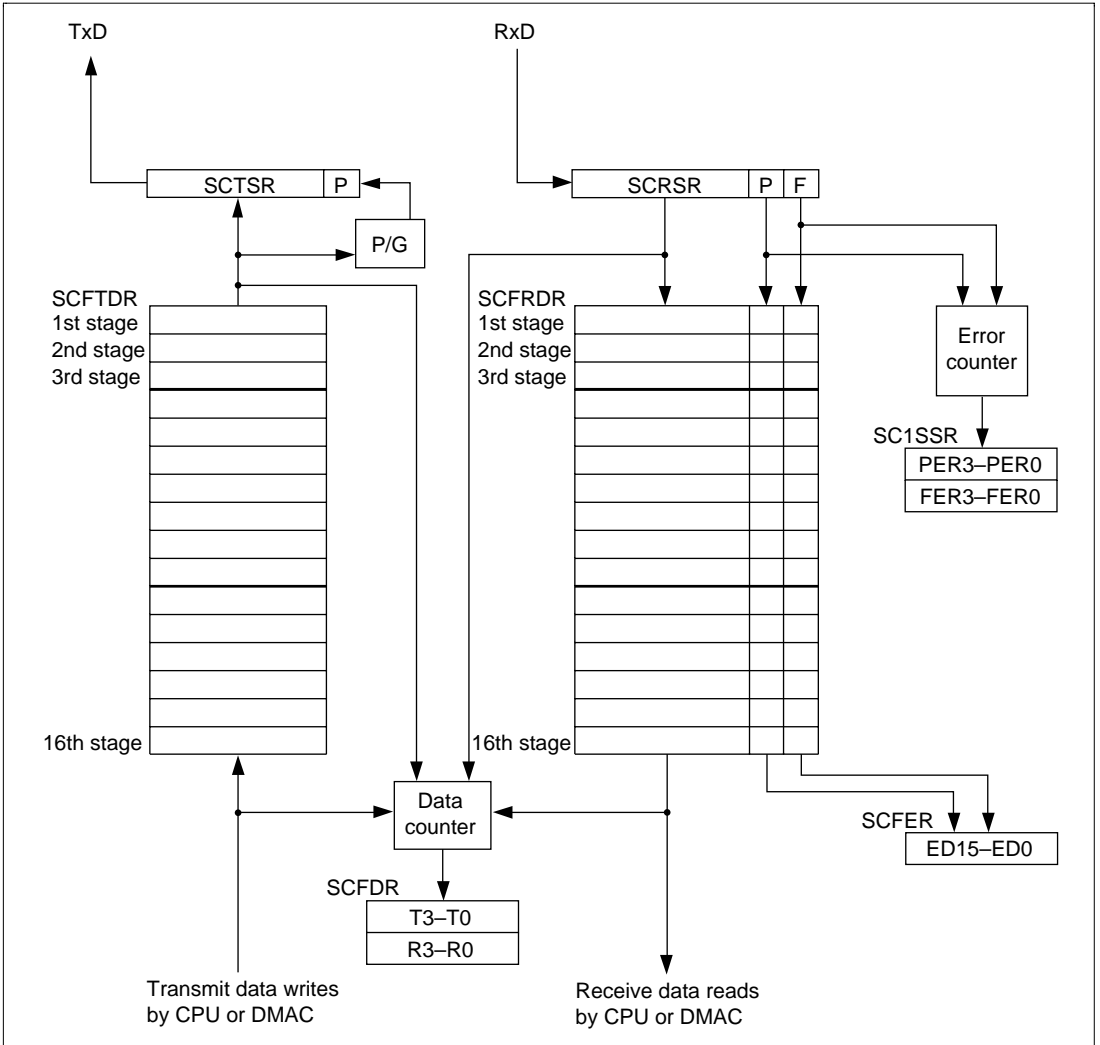 TxD
RxD
SCTSR P
SCRSR P F
P/G
SCFTDR
1st stage
2nd stage
3rd stage
16th stage
SCFRDR
1st stage
2nd stage
3rd stage
16th stage
Error
counter
SC1SSR
PER3–PER0
FER3–FER0
Data
counter
SCFER
ED15–ED0
SCFDR
T3–T0
R3–R0
Transmit data writes
by CPU or DMAC
Receive data reads
by CPU or DMAC